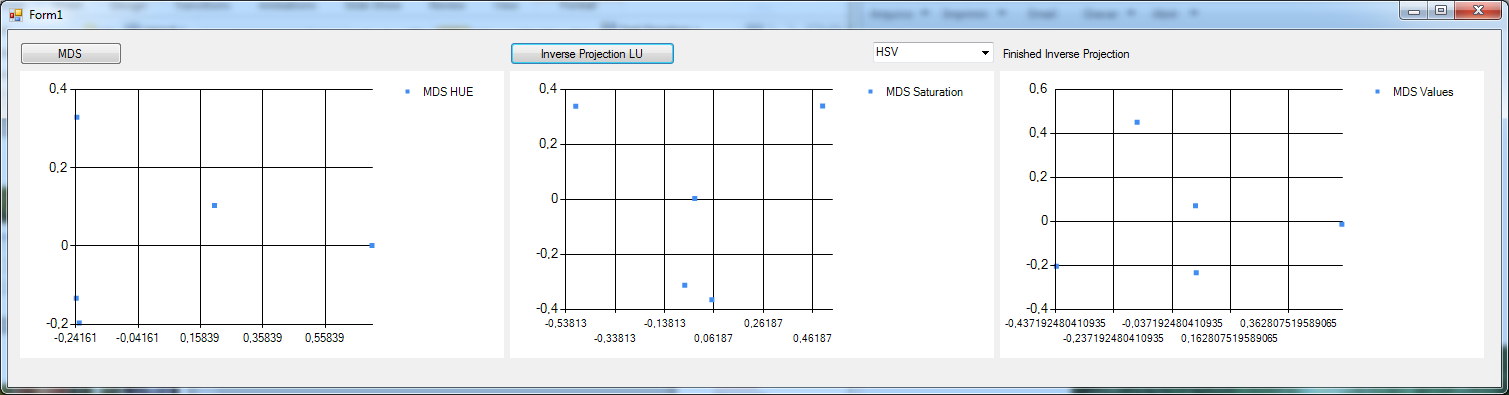 Form1
MDS
Inverse Projection LU
HSV
Finished Inverse Projection
MDS HUE
0,4
0,2
0
-0,2
-0,24161 -0,04161 0,15839 0,35839 0,55839
MDS Saturation
0,4
0,2
0
-0,2
-0,4
-0,53813 -0,13813 0,26187
-0,33813 0,06187 0,46187
MDS Values
0,6
0,4
0,2
0
-0,2
-0,4
-0,437192480410935 -0,037192480410935 0,362807519589065
-0,237192480410935 0,162807519589065